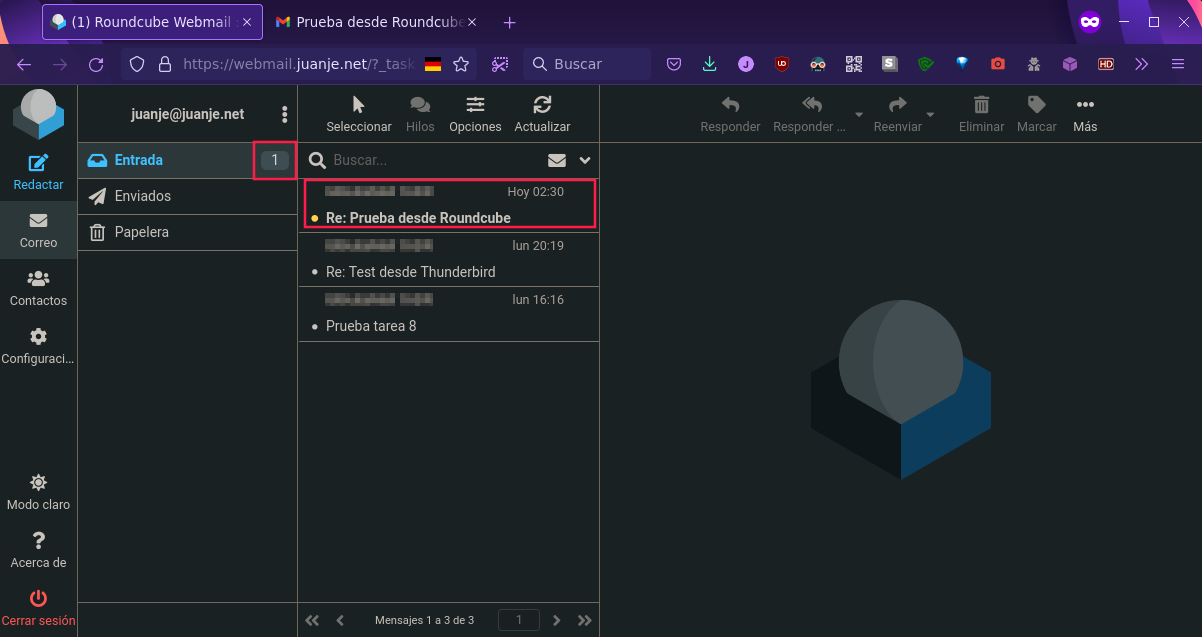 (1) Roundcube Webmail
Prueba desde Roundcube
https://webmail.juanje.net/?_task
Buscar
juanje@juanje.net
Seleccionar
Hilos
Opciones
Actualizar
Responder
Responder ...
Reenviar
Eliminar
Marcar
Más
Redactar
Correo
Contactos
Configuraci...
Modo claro
Acerca de
Cerrar sesión
Entrada
1
Enviados
Papelera
Buscar...
Hoy 02:30
Re: Prueba desde Roundcube
lun 20:19
Re: Test desde Thunderbird
lun 16:16
Prueba tarea 8
Mensajes 1 a 3 de 3
1
J
UD
S
HD